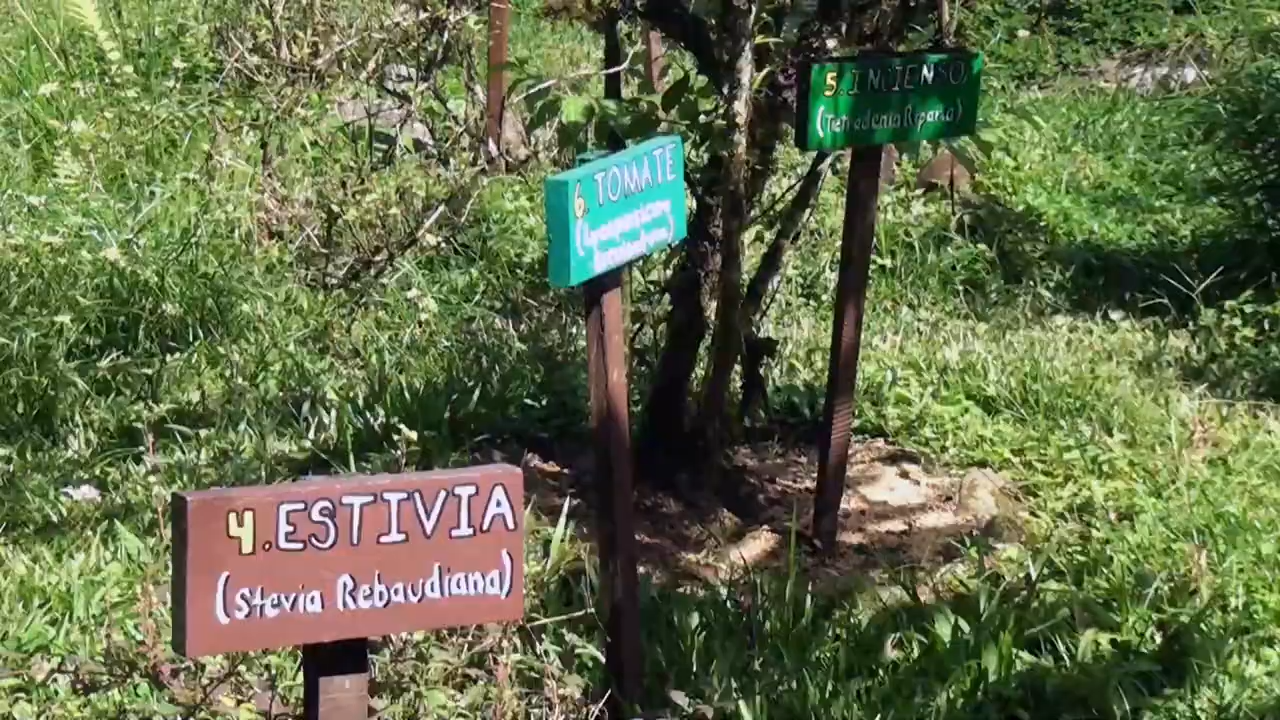 4.ESTIVIA
(Stevia Rebaudiana)
6. TOMATE
5. INCIENSO
(Tetradenia Riparia)